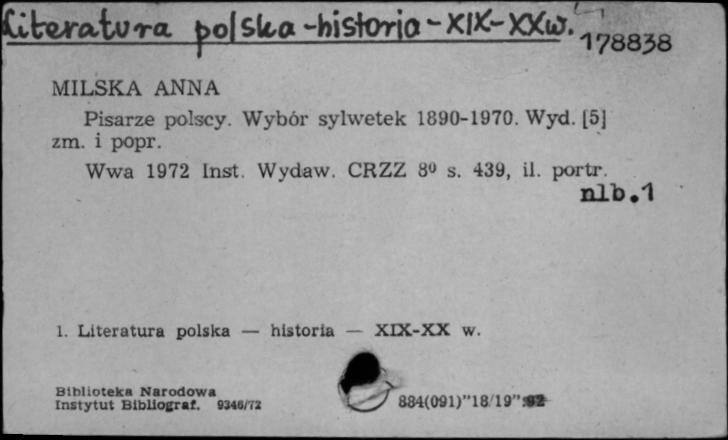 Literatura polska-historia-XIX-XXw.
178838
MILSKA ANNA
Pisarze polscy. Wybór sylwetek 1890-1970. Wyd. [5]
zm. i popr.
Wwa 1972 Inst. Wydaw. CRZZ 8⁰ s. 439, il. portr.
nlb.1
1. Literatura polska — historia — XIX-XX w.
Biblioteka Narodowa
Instytut Bibliograf. 9346/72
884(091)"18/19":92